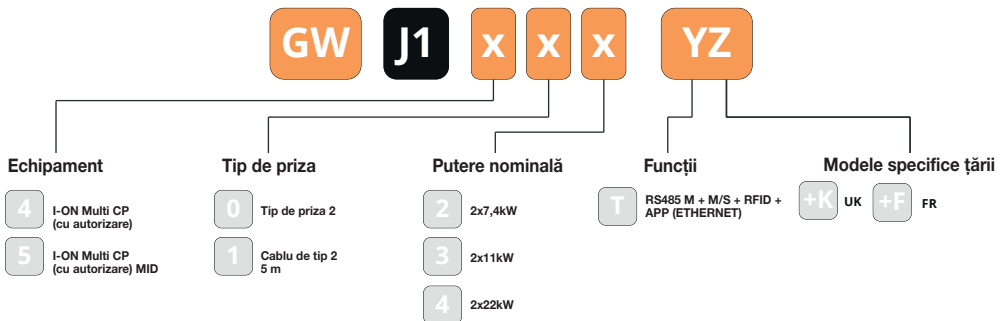 GW J1 x x x YZ
Echipament
4 I-ON Multi CP
(cu autorizare)
5 I-ON Multi CP
(cu autorizare) MID
Tip de priza
0 Tip de priza 2
1 Cablu de tip 2
5 m
Putere nominală
2 2x7,4kW
3 2x11kW
4 2x22kW
Funcții
T RS485 M + M/S + RFID +
APP (ETHERNET)
Modele specifice țării
+K UK +F FR